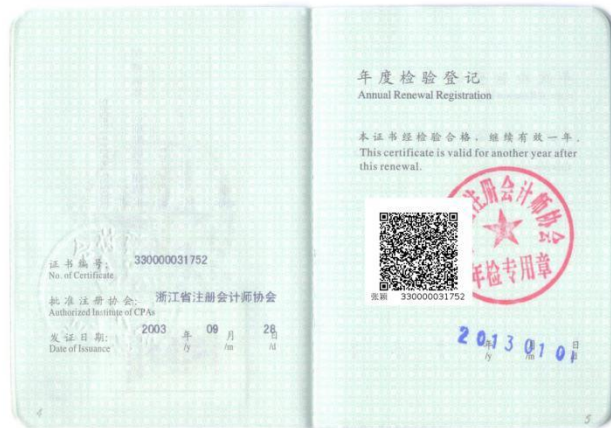 证书编号:
No. of Certificate
330000031752
批准注册协会:
Authorized Institute of CPAs
浙江省注册会计师协会
发证日期:
Date of Issuance
2003 年 09 月 28 日
/y /m /d
4
年度检验登记
Annual Renewal Registration
本证书经检验合格，继续有效一年。
This certificate is valid for another year after
this renewal.
注册会计师协会
年检专用章
张颖 330000031752
2013 01 01
年 月 日
/y /m /d
5